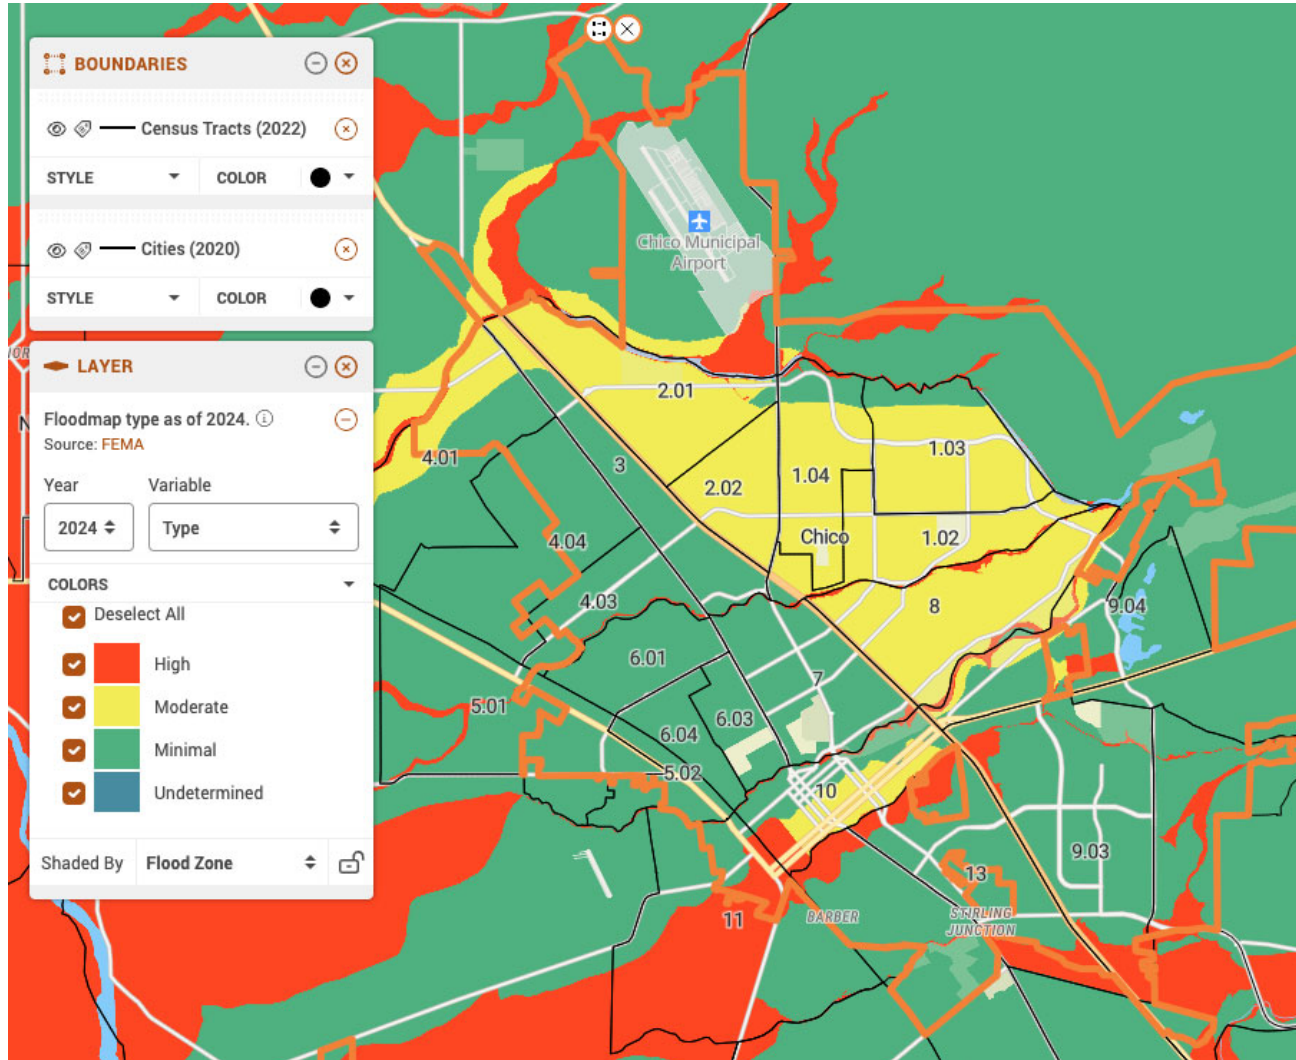 BOUNDARIES
Census Tracts (2022)
STYLE COLOR
Cities (2020)
STYLE COLOR
LAYER
Floodmap type as of 2024.
Source: FEMA
Year Variable
2024 Type
COLORS
Deselect All
High
Moderate
Minimal
Undetermined
Shaded By Flood Zone
Chico Municipal
Airport
2.01
4.01
3
2.02
1.04
1.03
4.04
Chico
1.02
4.03
8
9.04
6.01
7
5.01
6.03
6.04
5.02
10
9.03
13
11
BARBER
STIRLING
JUNCTION